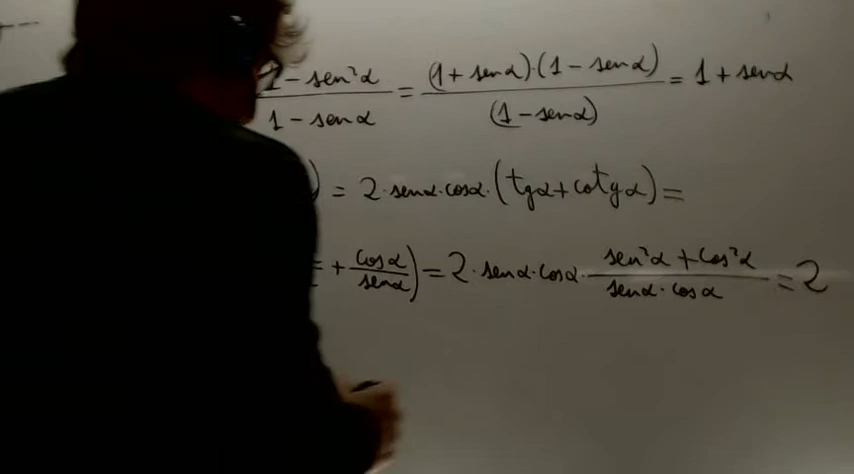 1 - sen²α / 1 - senα = (1 + senα)·(1 - senα) / (1 - senα) = 1 + senα
) = 2·senα·cosα·(tgα + cotgα) =
+ cosα / senα) = 2·senα·cosα· sen²α + cos²α / senα·cosα = 2